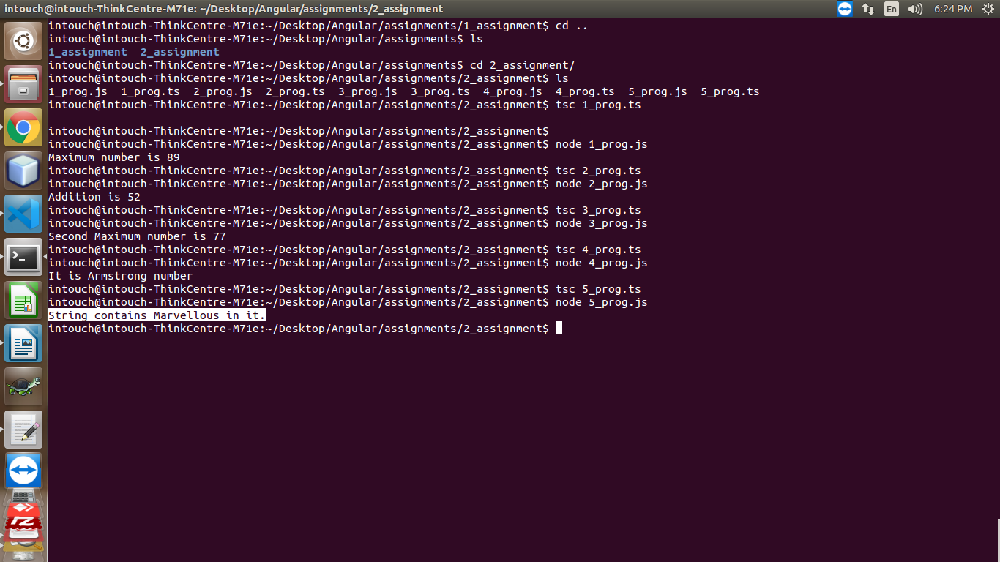 intouch@intouch-ThinkCentre-M71e: ~/Desktop/Angular/assignments/2_assignment
En
6:24 PM
intouch@intouch-ThinkCentre-M71e:~/Desktop/Angular/assignments/1_assignment$ cd ..
intouch@intouch-ThinkCentre-M71e:~/Desktop/Angular/assignments$ ls
1_assignment  2_assignment
intouch@intouch-ThinkCentre-M71e:~/Desktop/Angular/assignments$ cd 2_assignment/
intouch@intouch-ThinkCentre-M71e:~/Desktop/Angular/assignments/2_assignment$ ls
1_prog.js  1_prog.ts  2_prog.js  2_prog.ts  3_prog.js  3_prog.ts  4_prog.js  4_prog.ts  5_prog.js  5_prog.ts
intouch@intouch-ThinkCentre-M71e:~/Desktop/Angular/assignments/2_assignment$ tsc 1_prog.ts
intouch@intouch-ThinkCentre-M71e:~/Desktop/Angular/assignments/2_assignment$
intouch@intouch-ThinkCentre-M71e:~/Desktop/Angular/assignments/2_assignment$ node 1_prog.js
Maximum number is 89
intouch@intouch-ThinkCentre-M71e:~/Desktop/Angular/assignments/2_assignment$ tsc 2_prog.ts
intouch@intouch-ThinkCentre-M71e:~/Desktop/Angular/assignments/2_assignment$ node 2_prog.js
Addition is 52
intouch@intouch-ThinkCentre-M71e:~/Desktop/Angular/assignments/2_assignment$ tsc 3_prog.ts
intouch@intouch-ThinkCentre-M71e:~/Desktop/Angular/assignments/2_assignment$ node 3_prog.js
Second Maximum number is 77
intouch@intouch-ThinkCentre-M71e:~/Desktop/Angular/assignments/2_assignment$ tsc 4_prog.ts
intouch@intouch-ThinkCentre-M71e:~/Desktop/Angular/assignments/2_assignment$ node 4_prog.js
It is Armstrong number
intouch@intouch-ThinkCentre-M71e:~/Desktop/Angular/assignments/2_assignment$ tsc 5_prog.ts
intouch@intouch-ThinkCentre-M71e:~/Desktop/Angular/assignments/2_assignment$ node 5_prog.js
String contains Marvellous in it.
intouch@intouch-ThinkCentre-M71e:~/Desktop/Angular/assignments/2_assignment$